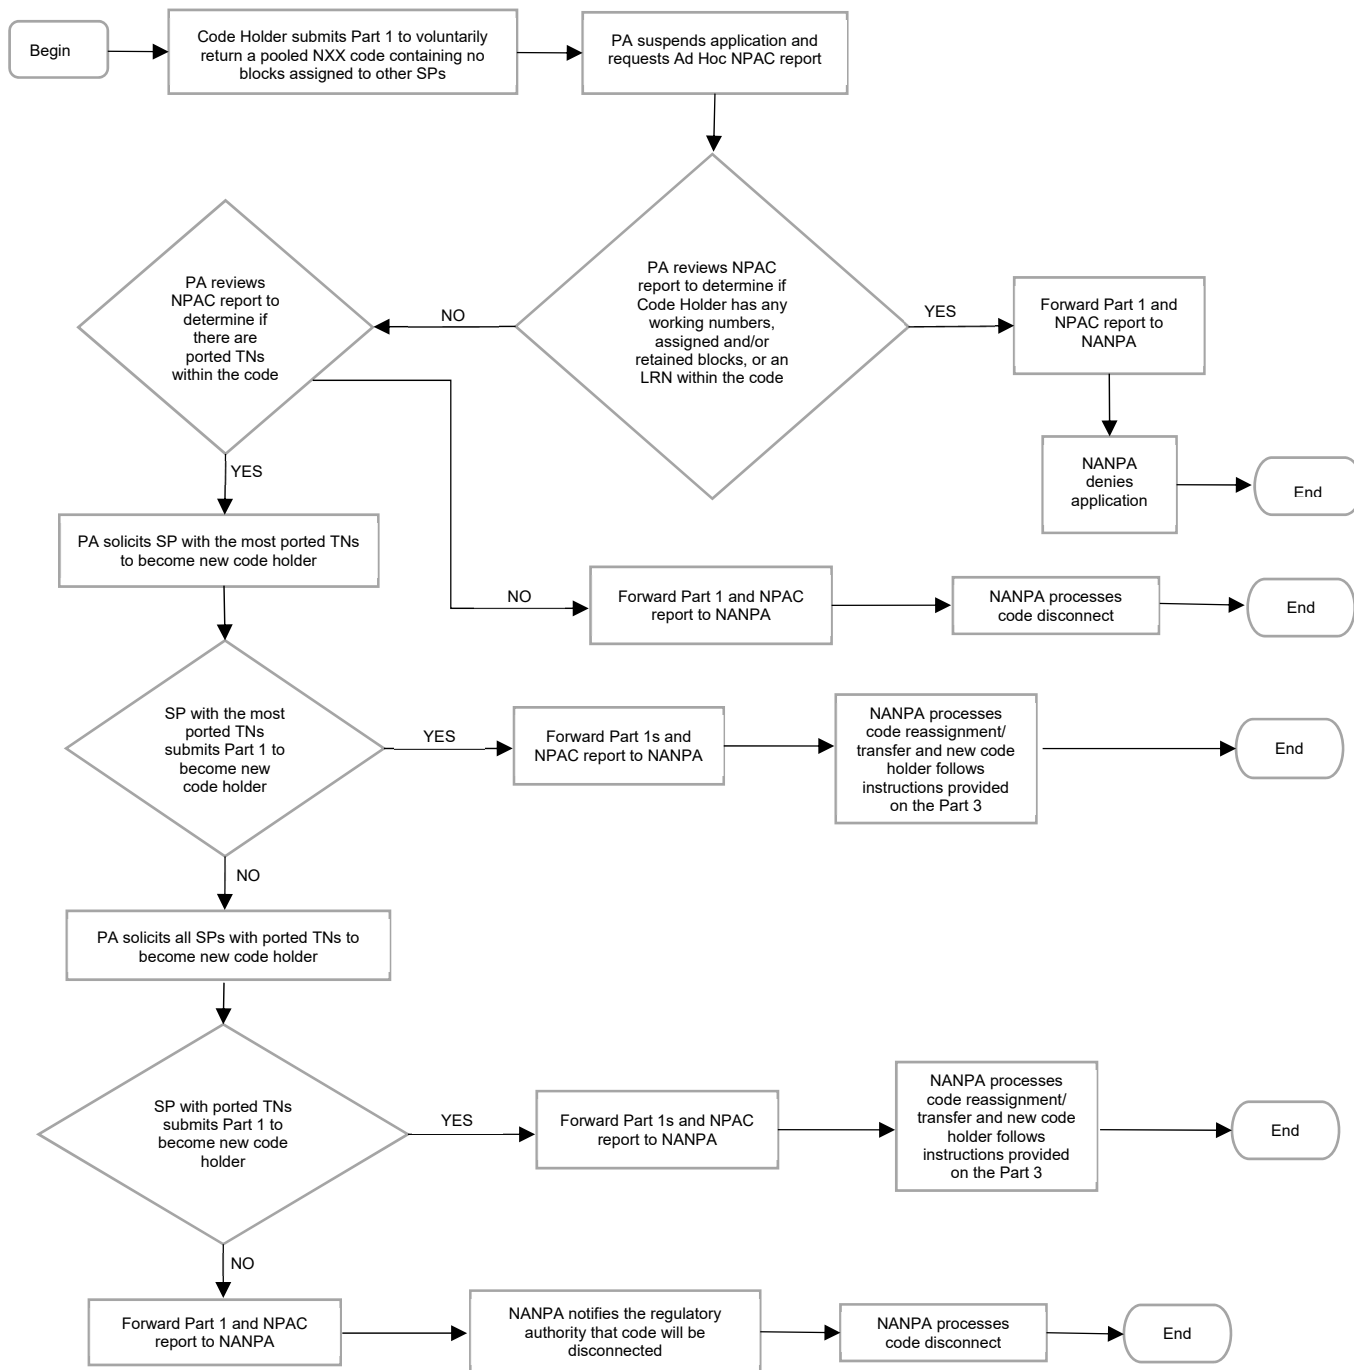 Begin
Code Holder submits Part 1 to voluntarily
return a pooled NXX code containing no
blocks assigned to other SPs
PA suspends application and
requests Ad Hoc NPAC report
PA reviews NPAC
report to determine if
Code Holder has any
working numbers,
assigned and/or
retained blocks, or an
LRN within the code
YES
Forward Part 1 and
NPAC report to
NANPA
NANPA
denies
application
End
NO
PA reviews
NPAC report to
determine if
there are
ported TNs
within the code
NO
Forward Part 1 and NPAC
report to NANPA
NANPA processes
code disconnect
End
YES
PA solicits SP with the most ported TNs
to become new code holder
SP with the most
ported TNs
submits Part 1 to
become new
code holder
YES
Forward Part 1s and
NPAC report to NANPA
NANPA processes
code reassignment/
transfer and new code
holder follows
instructions provided
on the Part 3
End
NO
PA solicits all SPs with ported TNs to
become new code holder
SP with ported TNs
submits Part 1 to
become new code
holder
YES
Forward Part 1s and NPAC
report to NANPA
NANPA processes
code reassignment/
transfer and new code
holder follows
instructions provided
on the Part 3
End
NO
Forward Part 1 and NPAC
report to NANPA
NANPA notifies the regulatory
authority that code will be
disconnected
NANPA processes
code disconnect
End